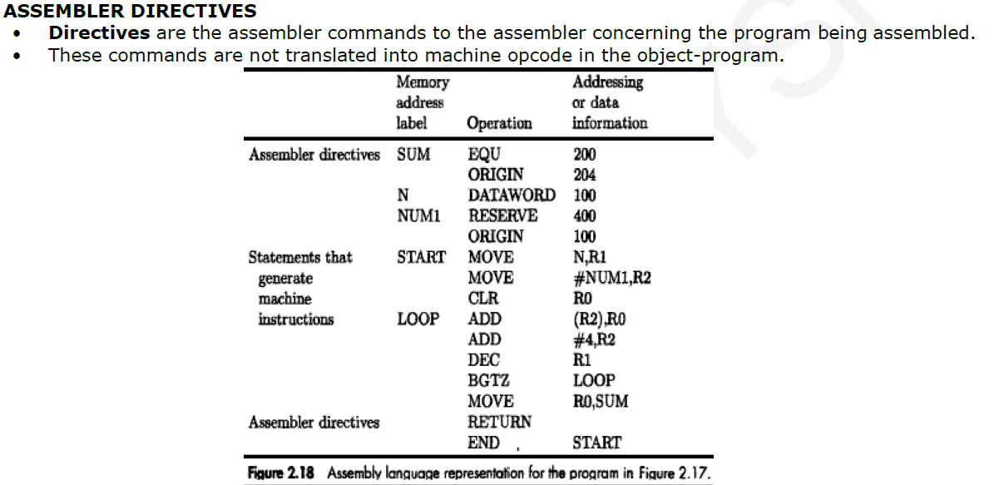 ASSEMBLER DIRECTIVES
• Directives are the assembler commands to the assembler concerning the program being assembled.
• These commands are not translated into machine opcode in the object-program.
Memory Addressing
address or data
label Operation information
Assembler directives SUM EQU 200
ORIGIN 204
N DATAWORD 100
NUM1 RESERVE 400
ORIGIN 100
Statements that START MOVE N,R1
generate MOVE #NUM1,R2
machine CLR R0
instructions LOOP ADD (R2),R0
ADD #4,R2
DEC R1
BGTZ LOOP
MOVE R0,SUM
Assembler directives RETURN
END START
Figure 2.18 Assembly language representation for the program in Figure 2.17.